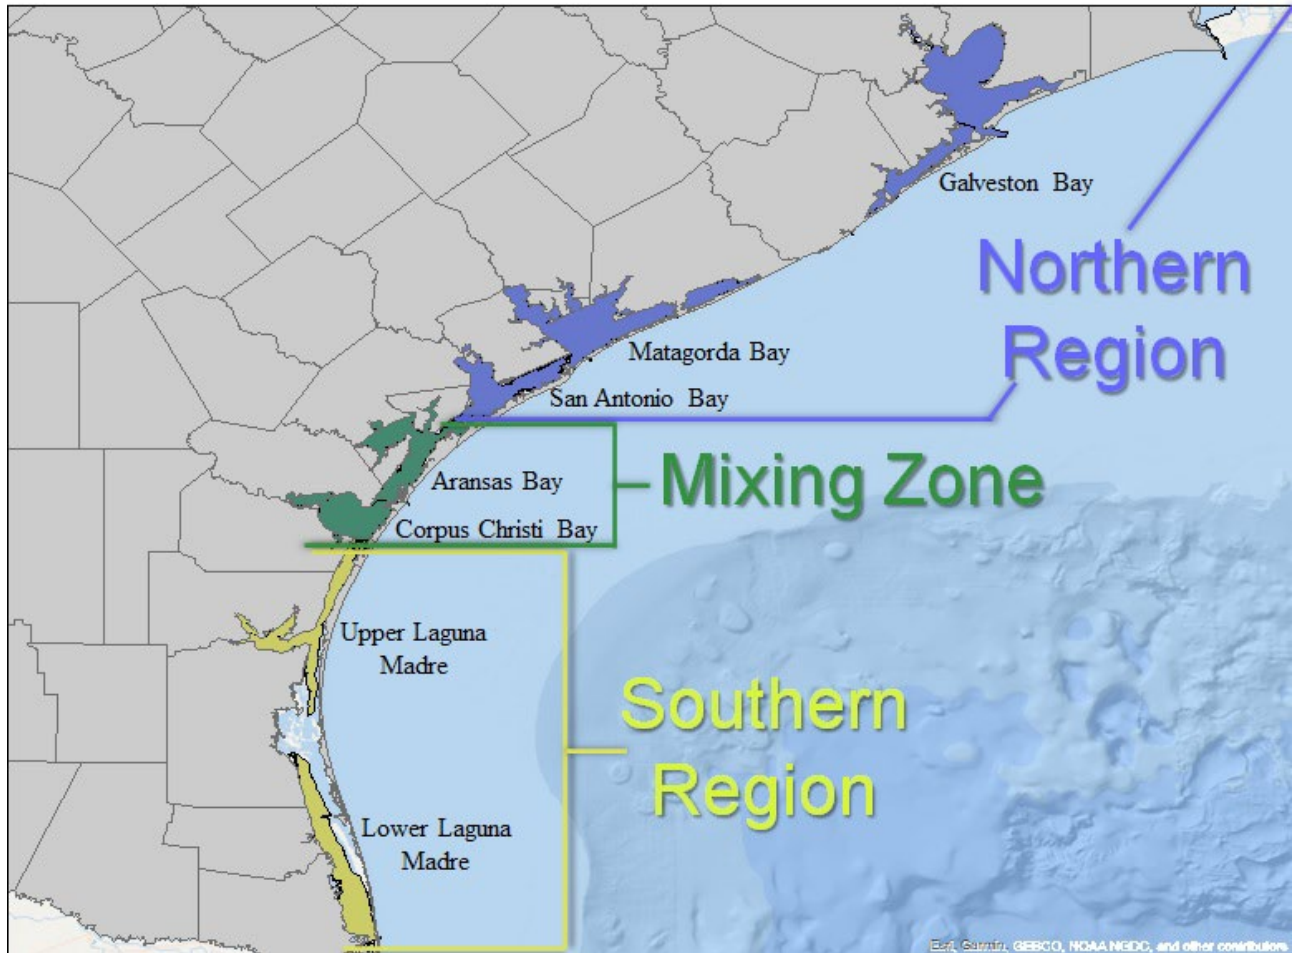 Galveston Bay
Northern
Region
Matagorda Bay
San Antonio Bay
Mixing Zone
Aransas Bay
Corpus Christi Bay
Upper Laguna
Madre
Southern
Region
Lower Laguna
Madre
Esri, Garmin, GEBCO, NOAA NGDC, and other contributors